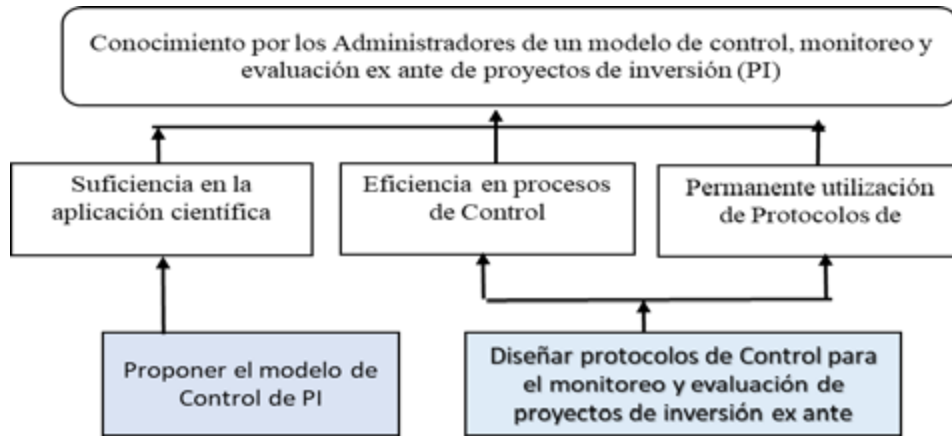 Conocimiento por los Administradores de un modelo de control, monitoreo y
evaluación ex ante de proyectos de inversión (PI)
Suficiencia en la
aplicación científica
Eficiencia en procesos
de Control
Permanente utilización
de Protocolos de
Proponer el modelo de
Control de PI
Diseñar protocolos de Control para
el monitoreo y evaluación de
proyectos de inversión ex ante